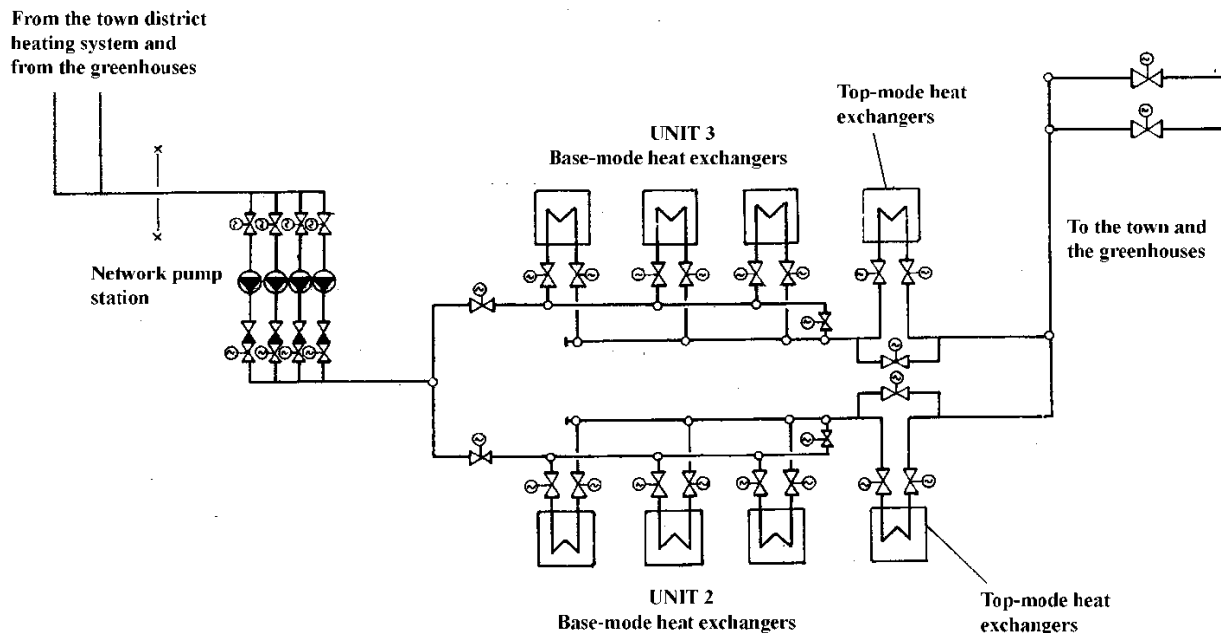 From the town district
heating system and
from the greenhouses
Top-mode heat
exchangers
UNIT 3
Base-mode heat exchangers
To the town and
the greenhouses
Network pump
station
UNIT 2
Base-mode heat exchangers
Top-mode heat
exchangers